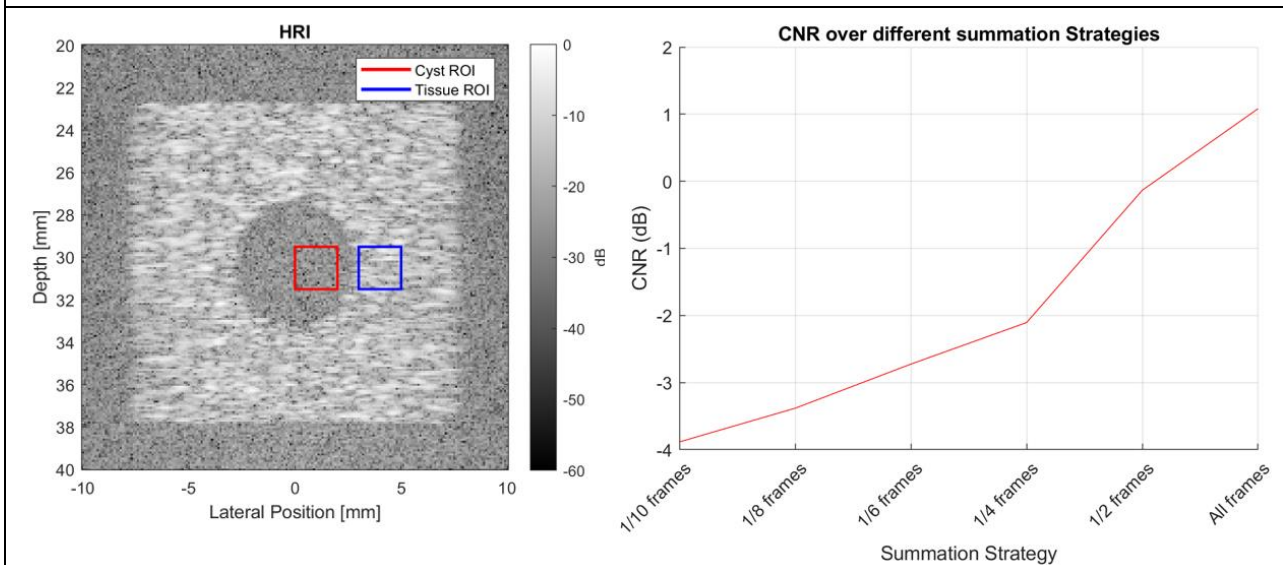 HRI
Cyst ROI
Tissue ROI
20
22
24
26
28
30
32
34
36
38
40
Depth [mm]
-10
-5
0
5
10
Lateral Position [mm]
0
-10
-20
-30
-40
-50
-60
dB
CNR over different summation Strategies
2
1
0
-1
-2
-3
-4
CNR (dB)
1/10 frames
1/8 frames
1/6 frames
1/4 frames
1/2 frames
All frames
Summation Strategy